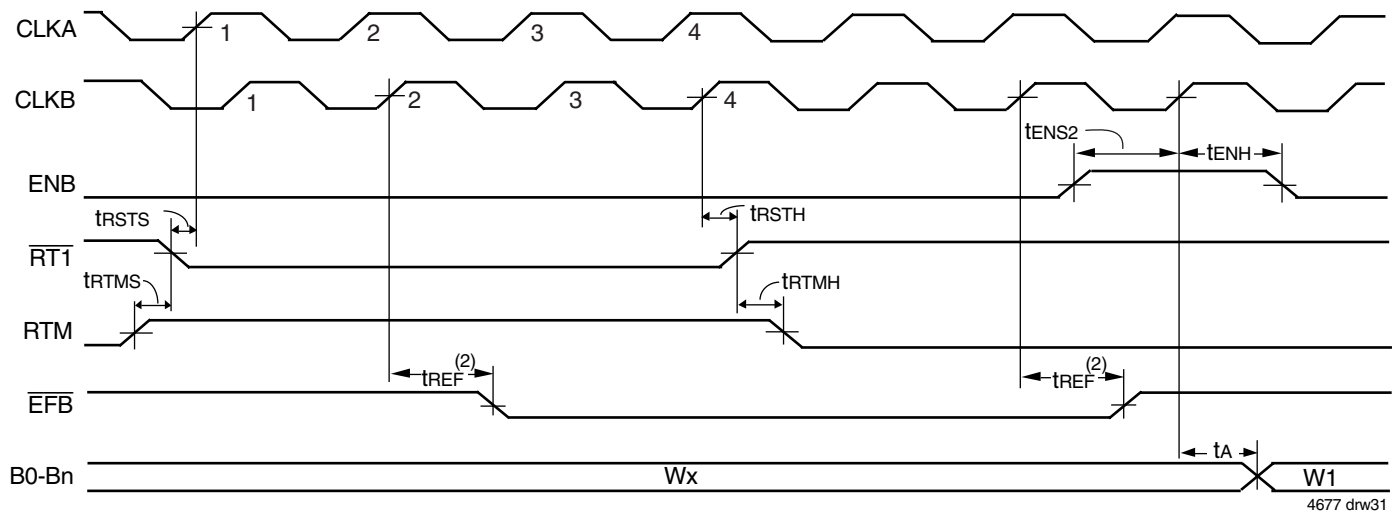 CLKA 1 2 3 4
CLKB 1 2 3 4
tENS2 tENH
ENB
tRSTS tRSTH
RT1
tRTMS tRTMH
RTM
tREF(2) tREF(2)
EFB
tA
B0-Bn Wx W1
4677 drw31